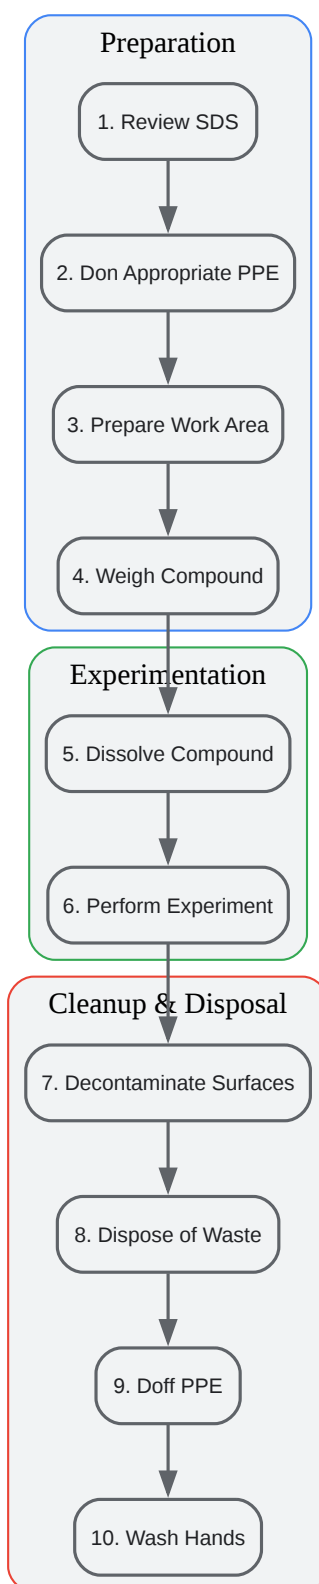 Preparation
1. Review SDS
2. Don Appropriate PPE
3. Prepare Work Area
4. Weigh Compound
Experimentation
5. Dissolve Compound
6. Perform Experiment
Cleanup & Disposal
7. Decontaminate Surfaces
8. Dispose of Waste
9. Doff PPE
10. Wash Hands